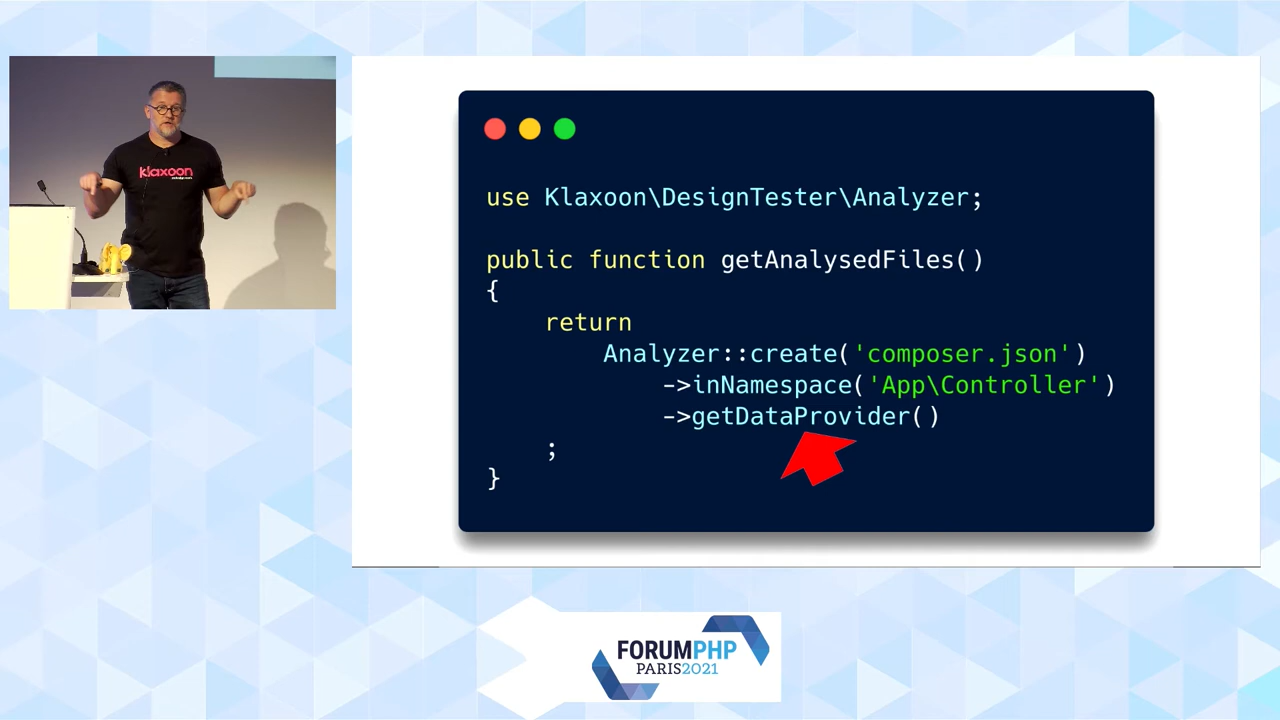 klaxoon
use Klaxoon\DesignTester\Analyzer;
public function getAnalysedFiles()
{
return
Analyzer::create('composer.json')
->inNamespace('App\Controller')
->getDataProvider()
;
}
FORUMPHP
PARIS2021